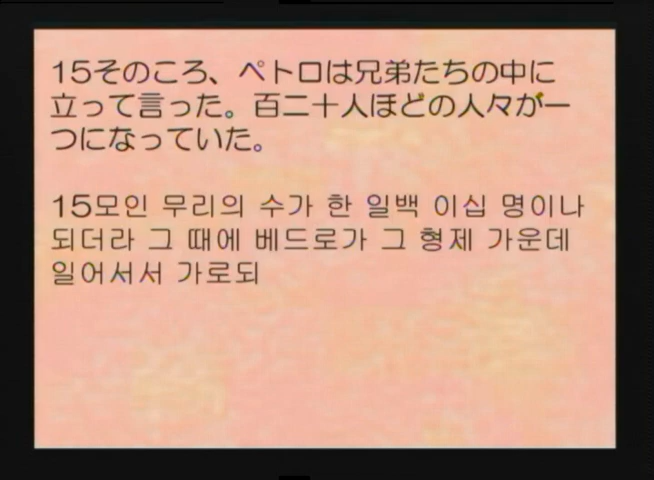 15そのころ、ペトロは兄弟たちの中に
立って言った。百二十人ほどの人々が一
つになっていた。
15모인 무리의 수가 한 일백 이십 명이나
되더라 그 때에 베드로가 그 형제 가운데
일어서서 가로되